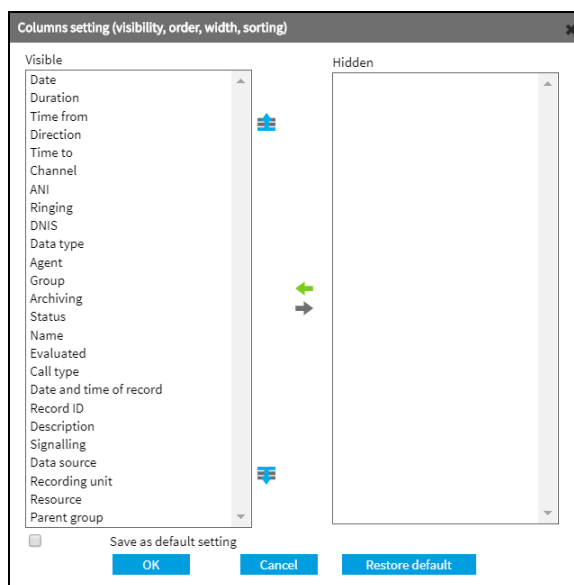 Columns setting (visibility, order, width, sorting)
Visible
Hidden
Date
Duration
Time from
Direction
Time to
Channel
ANI
Ringing
DNIS
Data type
Agent
Group
Archiving
Status
Name
Evaluated
Call type
Date and time of record
Record ID
Description
Signalling
Data source
Recording unit
Resource
Parent group
Save as default setting
OK
Cancel
Restore default